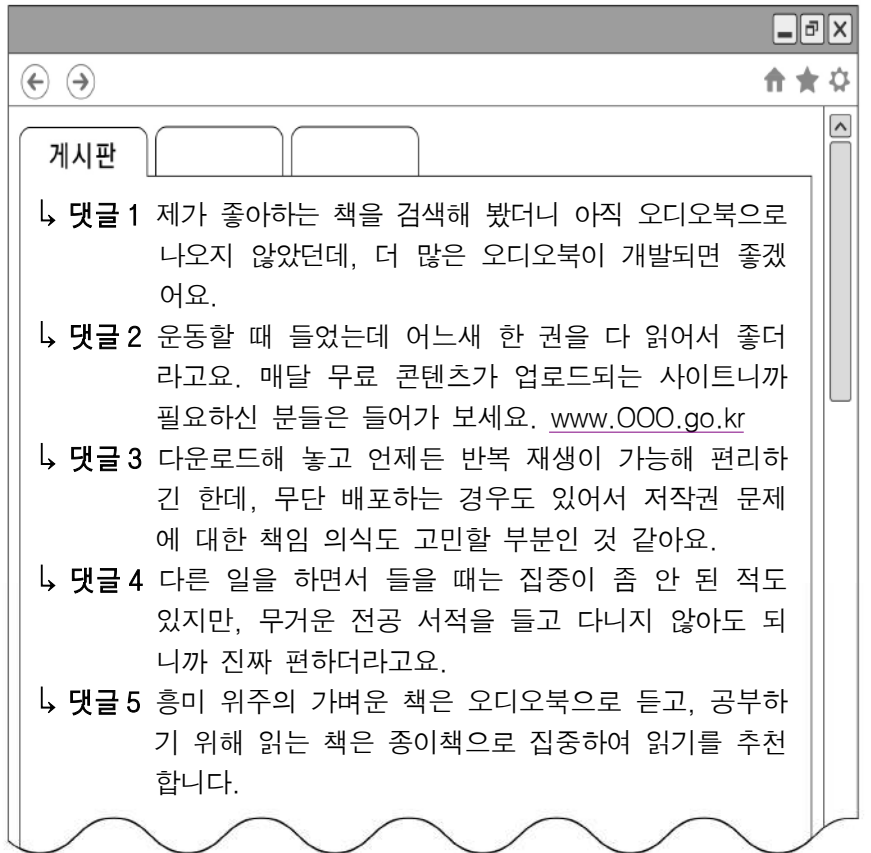 게시판
↳ 댓글 1 제가 좋아하는 책을 검색해 봤더니 아직 오디오북으로
나오지 않았던데, 더 많은 오디오북이 개발되면 좋겠
어요.
↳ 댓글 2 운동할 때 들었는데 어느새 한 권을 다 읽어서 좋더
라고요. 매달 무료 콘텐츠가 업로드되는 사이트니까
필요하신 분들은 들어가 보세요. www.OOO.go.kr
↳ 댓글 3 다운로드해 놓고 언제든 반복 재생이 가능해 편리하
긴 한데, 무단 배포하는 경우도 있어서 저작권 문제
에 대한 책임 의식도 고민할 부분인 것 같아요.
↳ 댓글 4 다른 일을 하면서 들을 때는 집중이 좀 안 된 적도
있지만, 무거운 전공 서적을 들고 다니지 않아도 되
니까 진짜 편하더라고요.
↳ 댓글 5 흥미 위주의 가벼운 책은 오디오북으로 듣고, 공부하
기 위해 읽는 책은 종이책으로 집중하여 읽기를 추천
합니다.